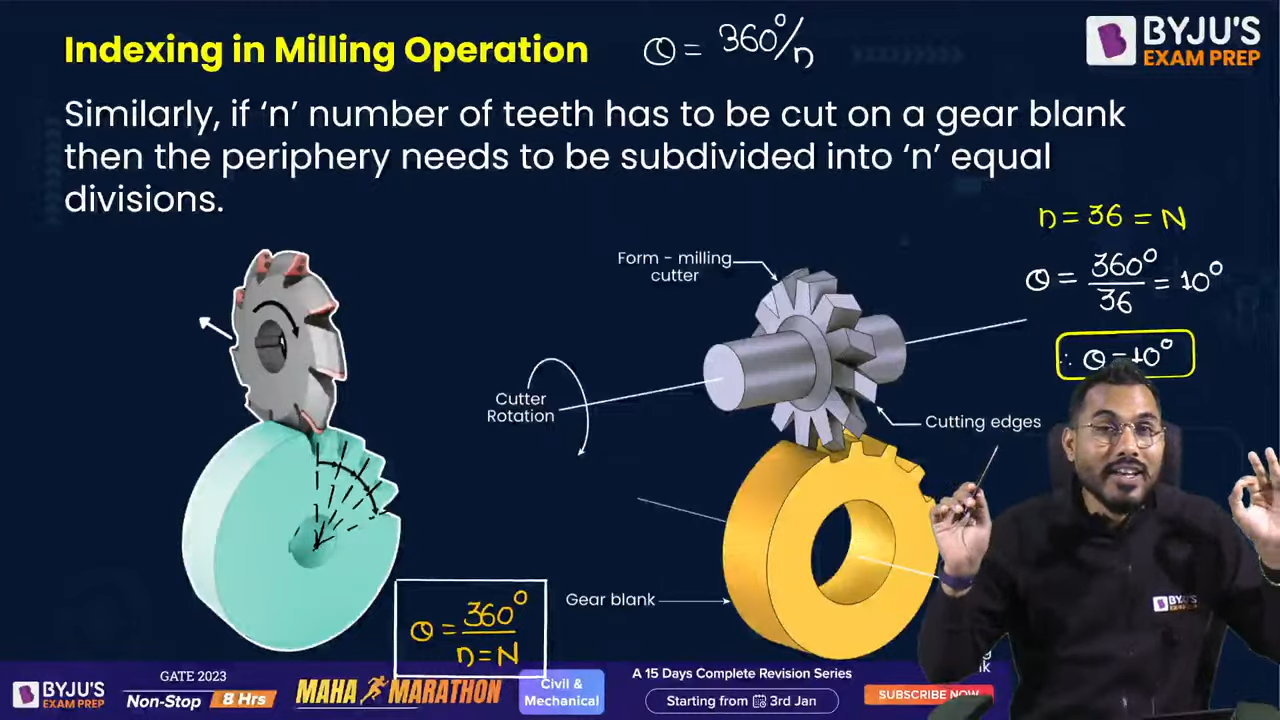 Indexing in Milling Operation
θ = 360°/n
BYJU'S
EXAM PREP
Similarly, if ‘n’ number of teeth has to be cut on a gear blank
then the periphery needs to be subdivided into ‘n’ equal
divisions.
n = 36 = N
θ = 360°/36 = 10°
∴ θ = 10°
Form - milling
cutter
Cutter
Rotation
Cutting edges
Gear blank
θ = 360°/n = N
BYJU'S
BYJU'S
EXAM PREP
GATE 2023
Non-Stop 8 Hrs
MAHA MARATHON
Civil &
Mechanical
A 15 Days Complete Revision Series
Starting from 3rd Jan
SUBSCRIBE NOW